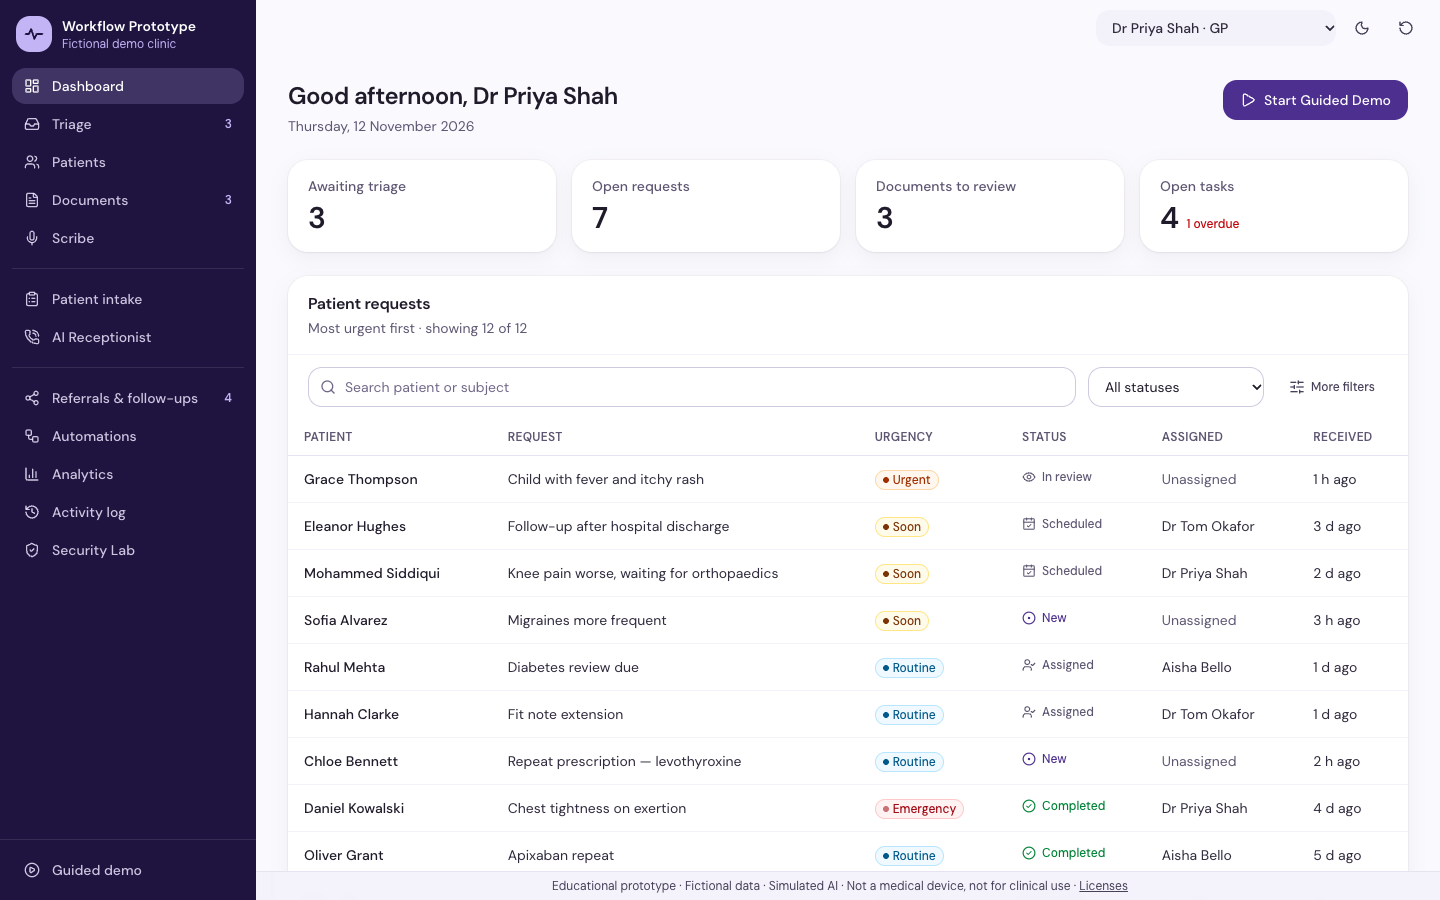 Workflow Prototype
Fictional demo clinic
Dashboard
Triage 3
Patients
Documents 3
Scribe
Patient intake
AI Receptionist
Referrals & follow-ups 4
Automations
Analytics
Activity log
Security Lab
Guided demo
Dr Priya Shah · GP
Good afternoon, Dr Priya Shah
Thursday, 12 November 2026
Start Guided Demo
Awaiting triage
3
Open requests
7
Documents to review
3
Open tasks
4 1 overdue
Patient requests
Most urgent first · showing 12 of 12
Search patient or subject
All statuses
More filters
PATIENT REQUEST URGENCY STATUS ASSIGNED RECEIVED
Grace Thompson Child with fever and itchy rash Urgent In review Unassigned 1 h ago
Eleanor Hughes Follow-up after hospital discharge Soon Scheduled Dr Tom Okafor 3 d ago
Mohammed Siddiqui Knee pain worse, waiting for orthopaedics Soon Scheduled Dr Priya Shah 2 d ago
Sofia Alvarez Migraines more frequent Soon New Unassigned 3 h ago
Rahul Mehta Diabetes review due Routine Assigned Aisha Bello 1 d ago
Hannah Clarke Fit note extension Routine Assigned Dr Tom Okafor 1 d ago
Chloe Bennett Repeat prescription — levothyroxine Routine New Unassigned 2 h ago
Daniel Kowalski Chest tightness on exertion Emergency Completed Dr Priya Shah 4 d ago
Oliver Grant Apixaban repeat Routine Completed Aisha Bello 5 d ago
Educational prototype · Fictional data · Simulated AI · Not a medical device, not for clinical use · Licenses